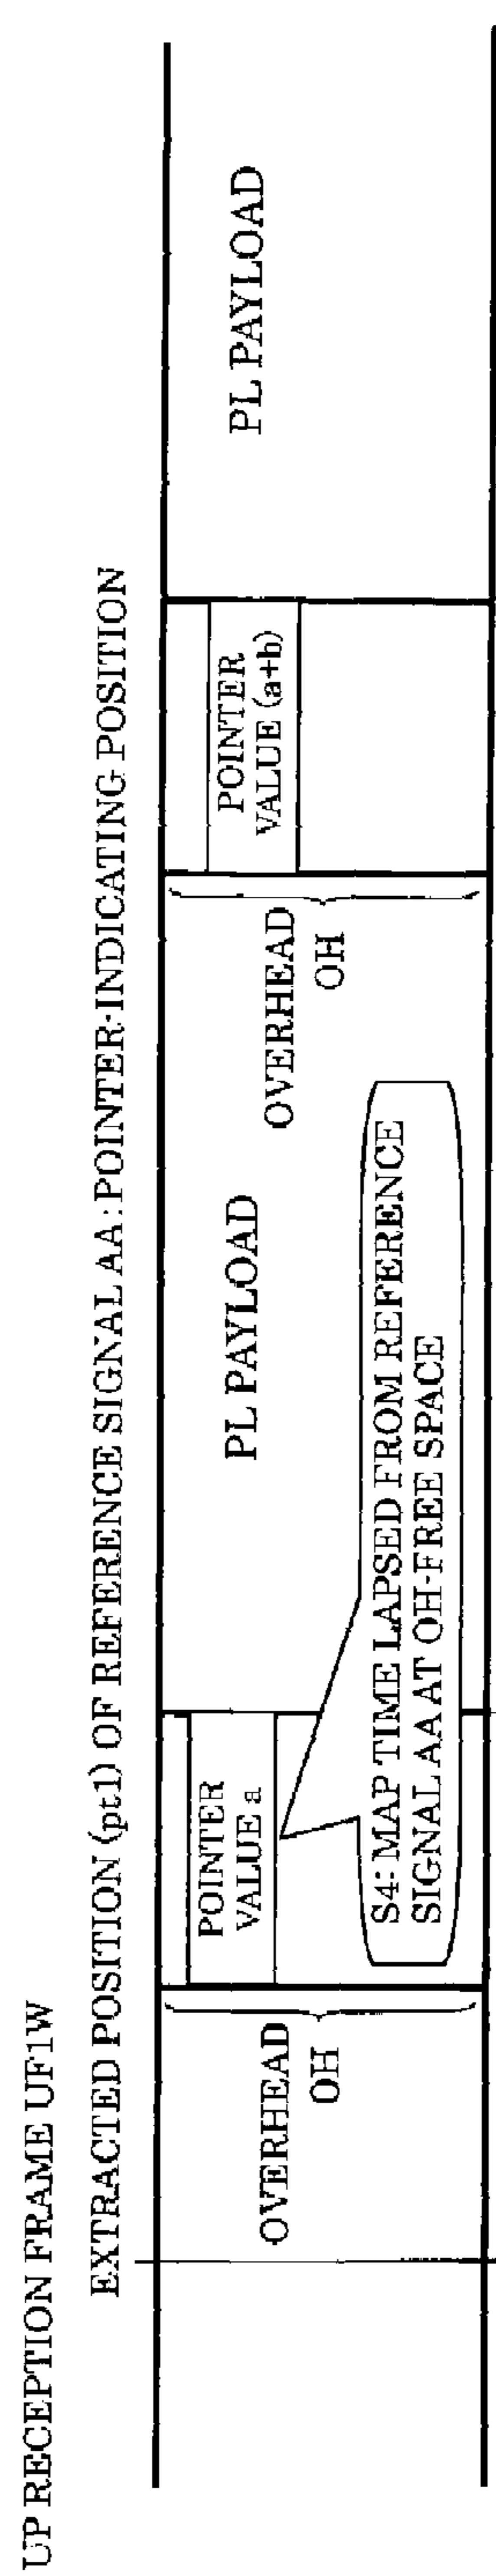 UP RECEPTION FRAME UF1W
EXTRACTED POSITION (pt1) OF REFERENCE SIGNAL AA: POINTER-INDICATING POSITION
OVERHEAD
OH
POINTER
VALUE a
S4: MAP TIME LAPSED FROM REFERENCE
SIGNAL AA AT OH-FREE SPACE
PL PAYLOAD
OVERHEAD
OH
POINTER
VALUE (a+b)
PL PAYLOAD